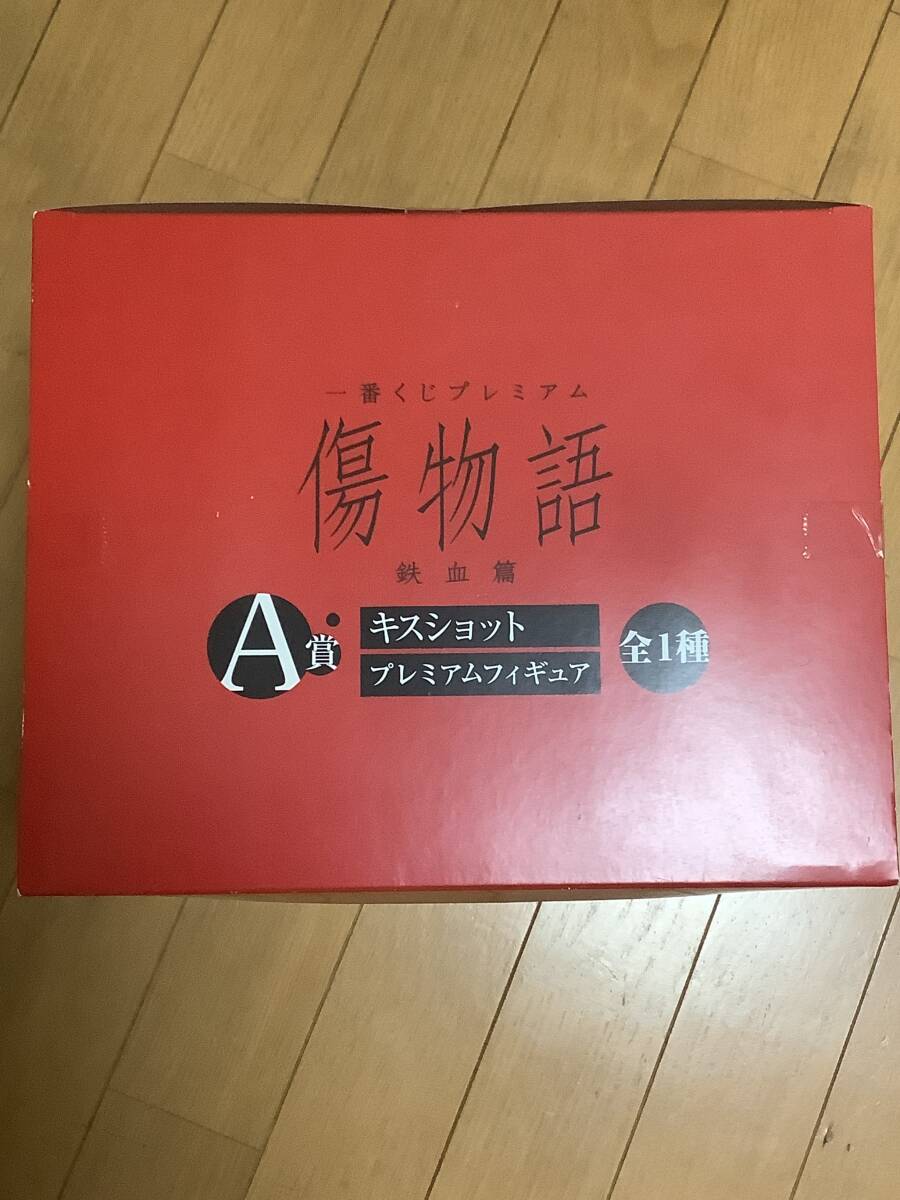 一番くじプレミアム
傷物語
鉄血篇
A賞
キスショット
プレミアムフィギュア
全1種